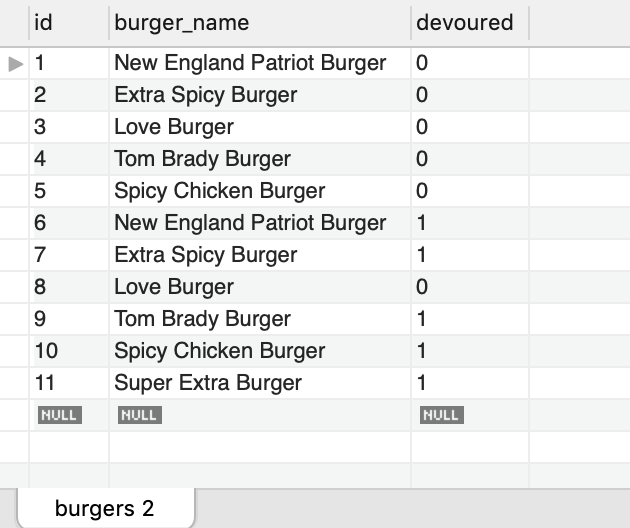 id burger_name devoured
1 New England Patriot Burger 0
2 Extra Spicy Burger 0
3 Love Burger 0
4 Tom Brady Burger 0
5 Spicy Chicken Burger 0
6 New England Patriot Burger 1
7 Extra Spicy Burger 1
8 Love Burger 0
9 Tom Brady Burger 1
10 Spicy Chicken Burger 1
11 Super Extra Burger 1
NULL NULL NULL
burgers 2